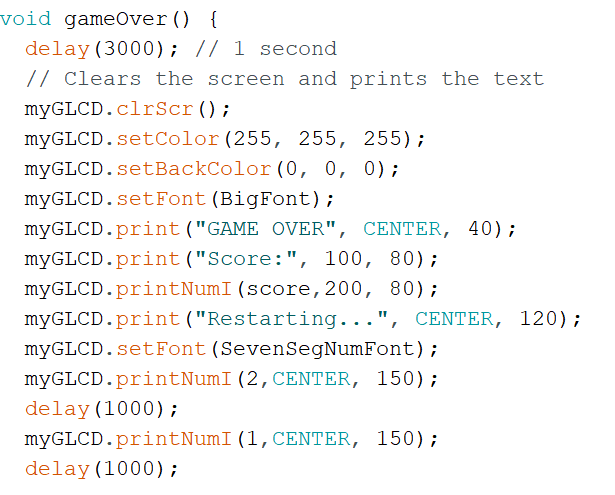 void gameOver() {
  delay(3000); // 1 second
  // Clears the screen and prints the text
  myGLCD.clrScr();
  myGLCD.setColor(255, 255, 255);
  myGLCD.setBackColor(0, 0, 0);
  myGLCD.setFont(BigFont);
  myGLCD.print("GAME OVER", CENTER, 40);
  myGLCD.print("Score:", 100, 80);
  myGLCD.printNumI(score,200, 80);
  myGLCD.print("Restarting...", CENTER, 120);
  myGLCD.setFont(SevenSegNumFont);
  myGLCD.printNumI(2,CENTER, 150);
  delay(1000);
  myGLCD.printNumI(1,CENTER, 150);
  delay(1000);